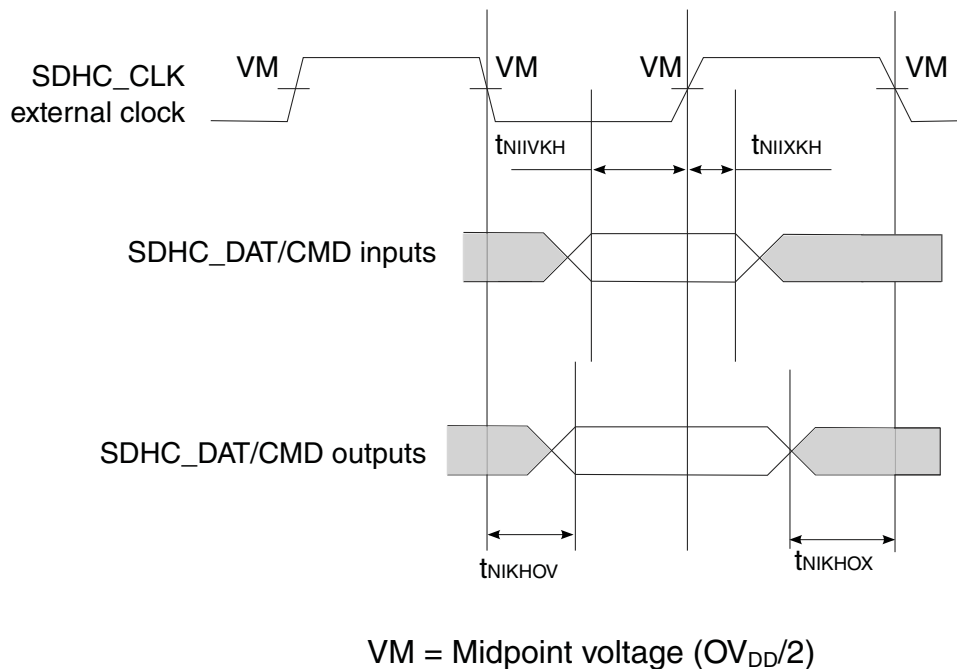 VM VM VM VM
SDHC_CLK
external clock
tNIIVKH tNIIXKH
SDHC_DAT/CMD inputs
SDHC_DAT/CMD outputs
tNIKHOV tNIKHOX
VM = Midpoint voltage (OVDD/2)